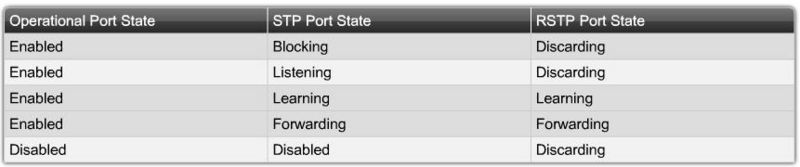 Operational Port State STP Port State RSTP Port State
Enabled Blocking Discarding
Enabled Listening Discarding
Enabled Learning Learning
Enabled Forwarding Forwarding
Disabled Disabled Discarding